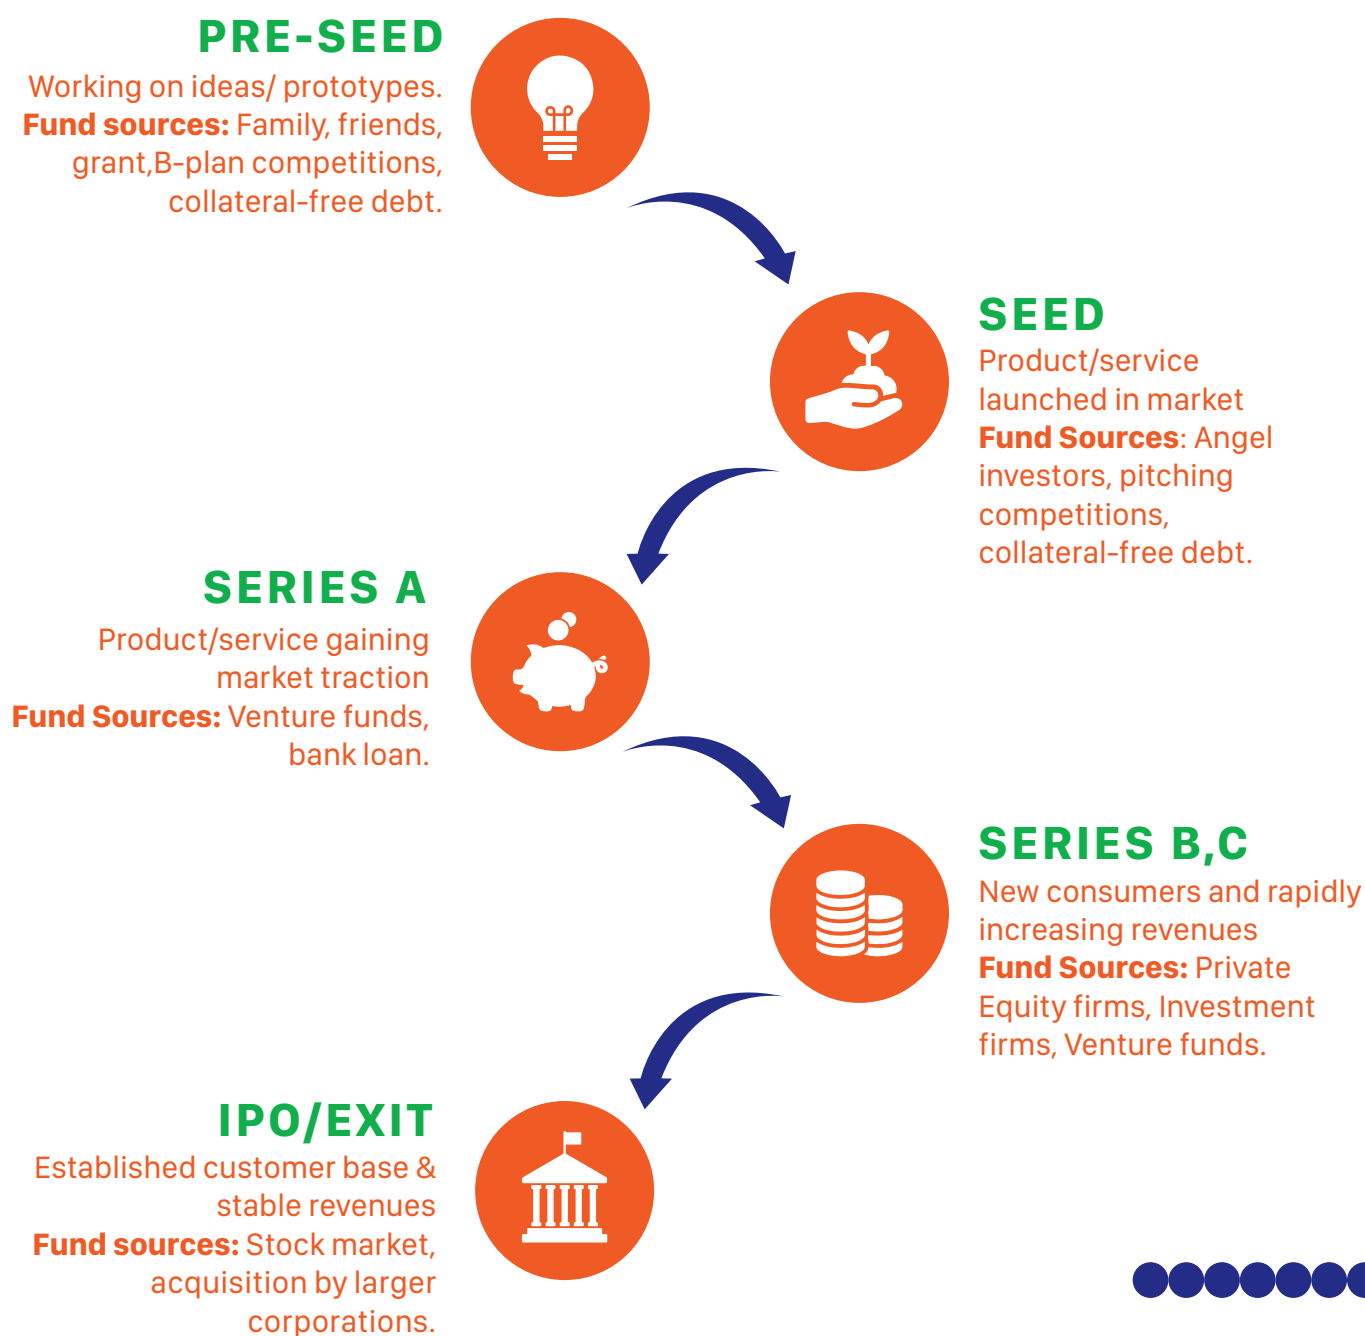 PRE-SEED
Working on ideas/ prototypes.
Fund sources: Family, friends,
grant,B-plan competitions,
collateral-free debt.
SEED
Product/service
launched in market
Fund Sources: Angel
investors, pitching
competitions,
collateral-free debt.
SERIES A
Product/service gaining
market traction
Fund Sources: Venture funds,
bank loan.
SERIES B,C
New consumers and rapidly
increasing revenues
Fund Sources: Private
Equity firms, Investment
firms, Venture funds.
IPO/EXIT
Established customer base &
stable revenues
Fund sources: Stock market,
acquisition by larger
corporations.